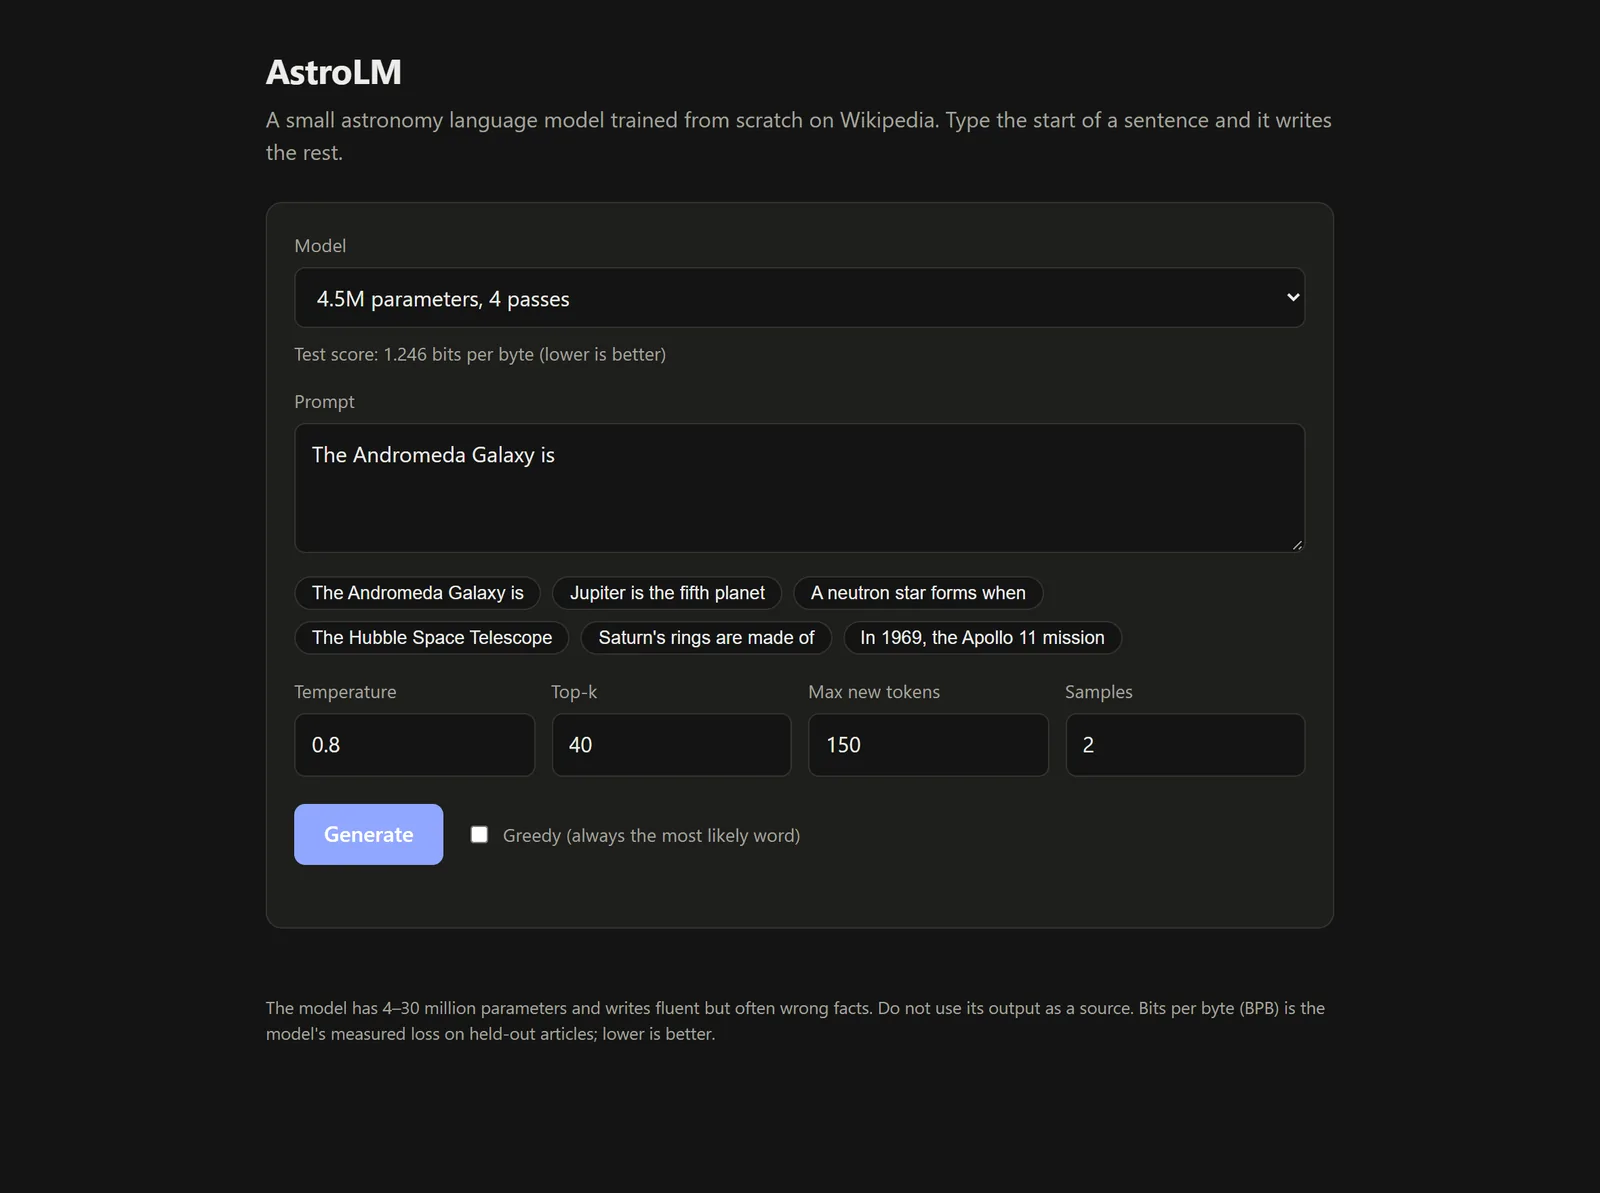 AstroLM
A small astronomy language model trained from scratch on Wikipedia. Type the start of a sentence and it writes
the rest.
Model
4.5M parameters, 4 passes
Test score: 1.246 bits per byte (lower is better)
Prompt
The Andromeda Galaxy is
The Andromeda Galaxy is
Jupiter is the fifth planet
A neutron star forms when
The Hubble Space Telescope
Saturn's rings are made of
In 1969, the Apollo 11 mission
Temperature
Top-k
Max new tokens
Samples
0.8
40
150
2
Generate
Greedy (always the most likely word)
The model has 4–30 million parameters and writes fluent but often wrong facts. Do not use its output as a source. Bits per byte (BPB) is the
model's measured loss on held-out articles; lower is better.